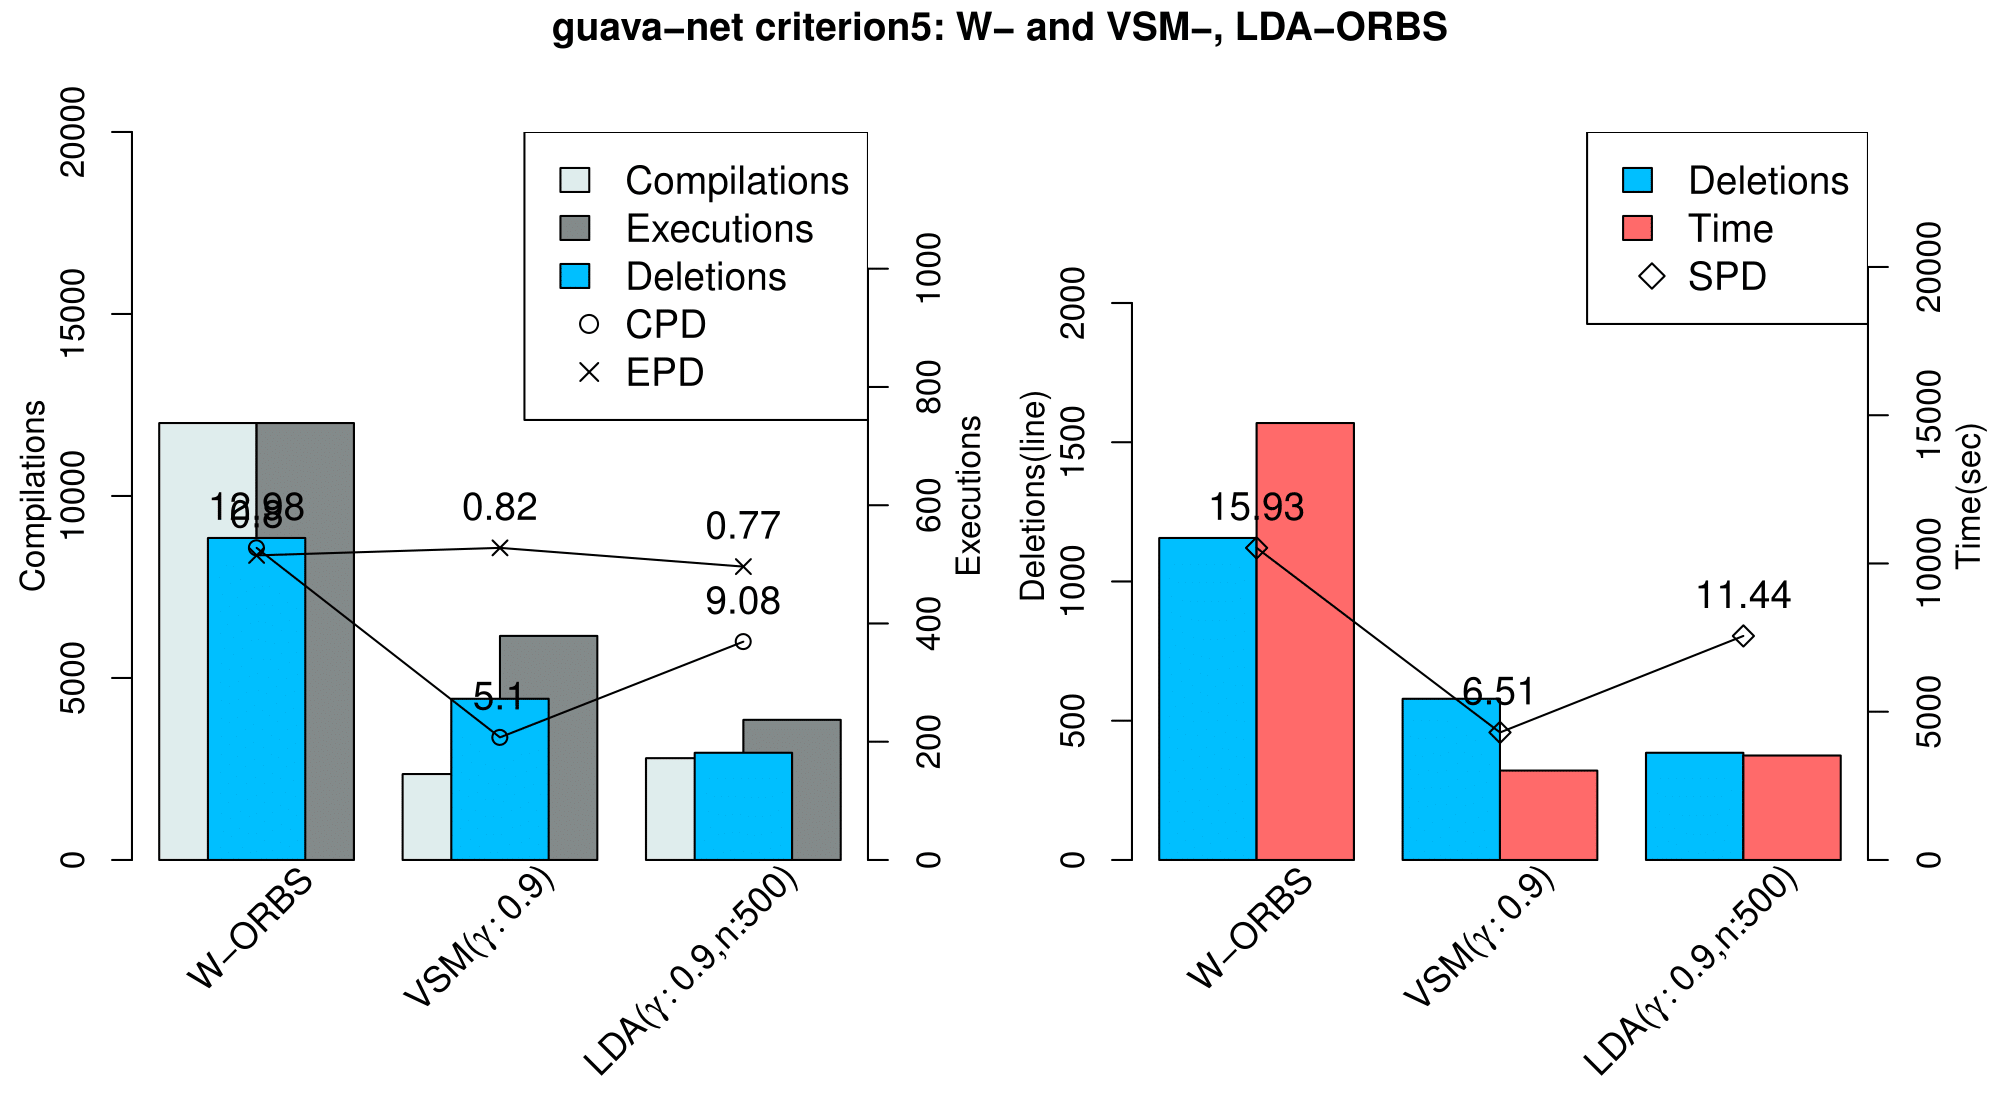 guava−net criterion5: W− and VSM−, LDA−ORBS
Compilations
0
5000
10000
15000
20000
Compilations
Executions
Deletions
CPD
EPD
12.98
0.8
0.82
0.77
5.1
9.08
Executions
0
200
400
600
800
1000
W−ORBS
VSM(γ: 0.9)
LDA(γ: 0.9,n:500)
Deletions(line)
0
500
1000
1500
2000
Deletions
Time
SPD
15.93
6.51
11.44
Time(sec)
0
5000
10000
15000
20000
W−ORBS
VSM(γ: 0.9)
LDA(γ: 0.9,n:500)